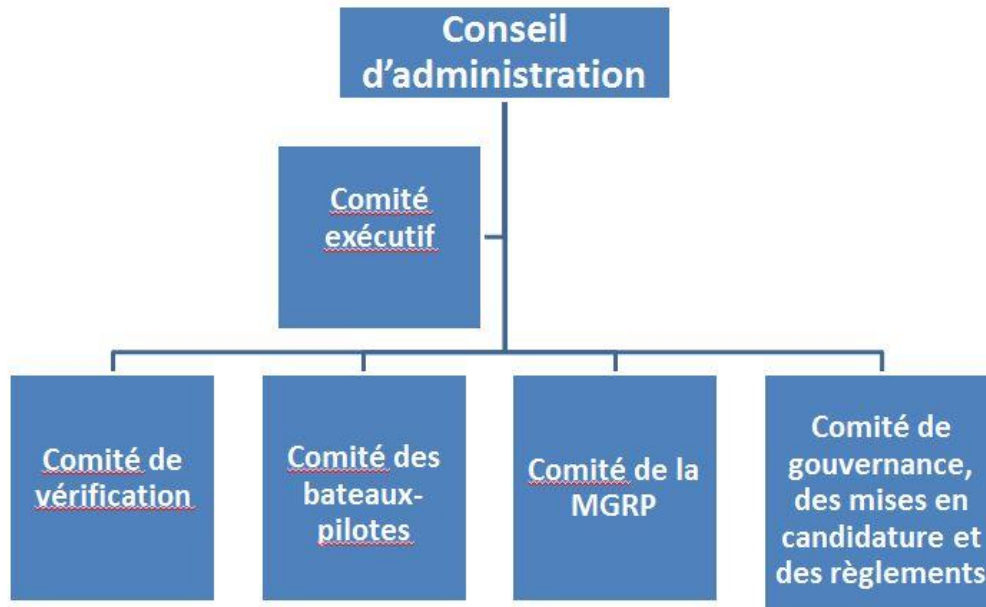 Conseil
d'administration
Comité
exécutif
Comité de
vérification
Comité des
bateaux-
pilotes
Comité de la
MGRP
Comité de
gouvernance,
des mises en
candidature et
des règlements